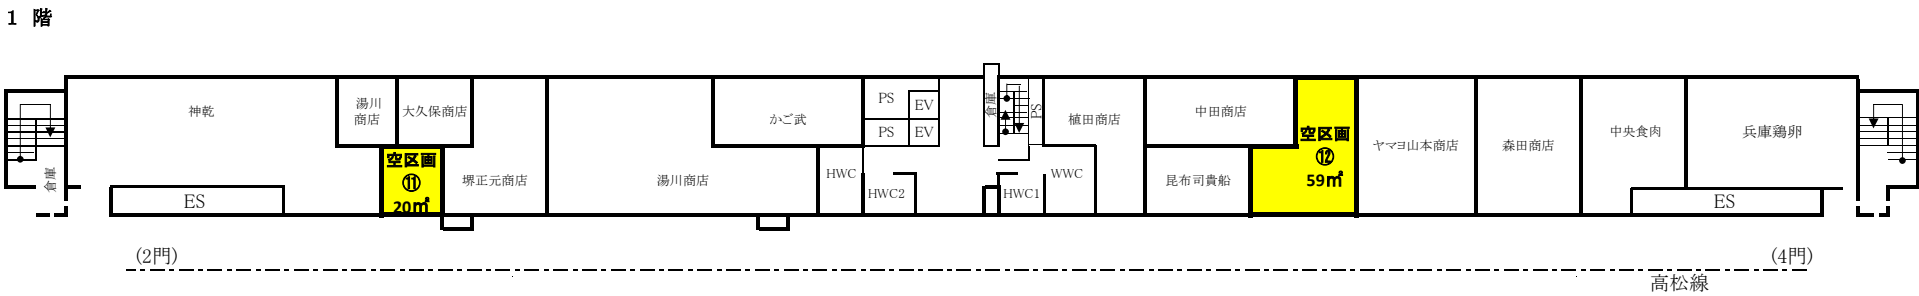 1 階
神乾
湯川
商店
大久保商店
かご武
PS
EV
PS
EV
倉庫
PS
植田商店
中田商店
空区画
⑫
59㎡
ヤマヨ山本商店
森田商店
中央食肉
兵庫鶏卵
倉庫
ES
空区画
⑪
20㎡
堺正元商店
湯川商店
HWC
HWC2
HWC1
WWC
昆布司貴船
ES
(2門)
(4門)
高松線